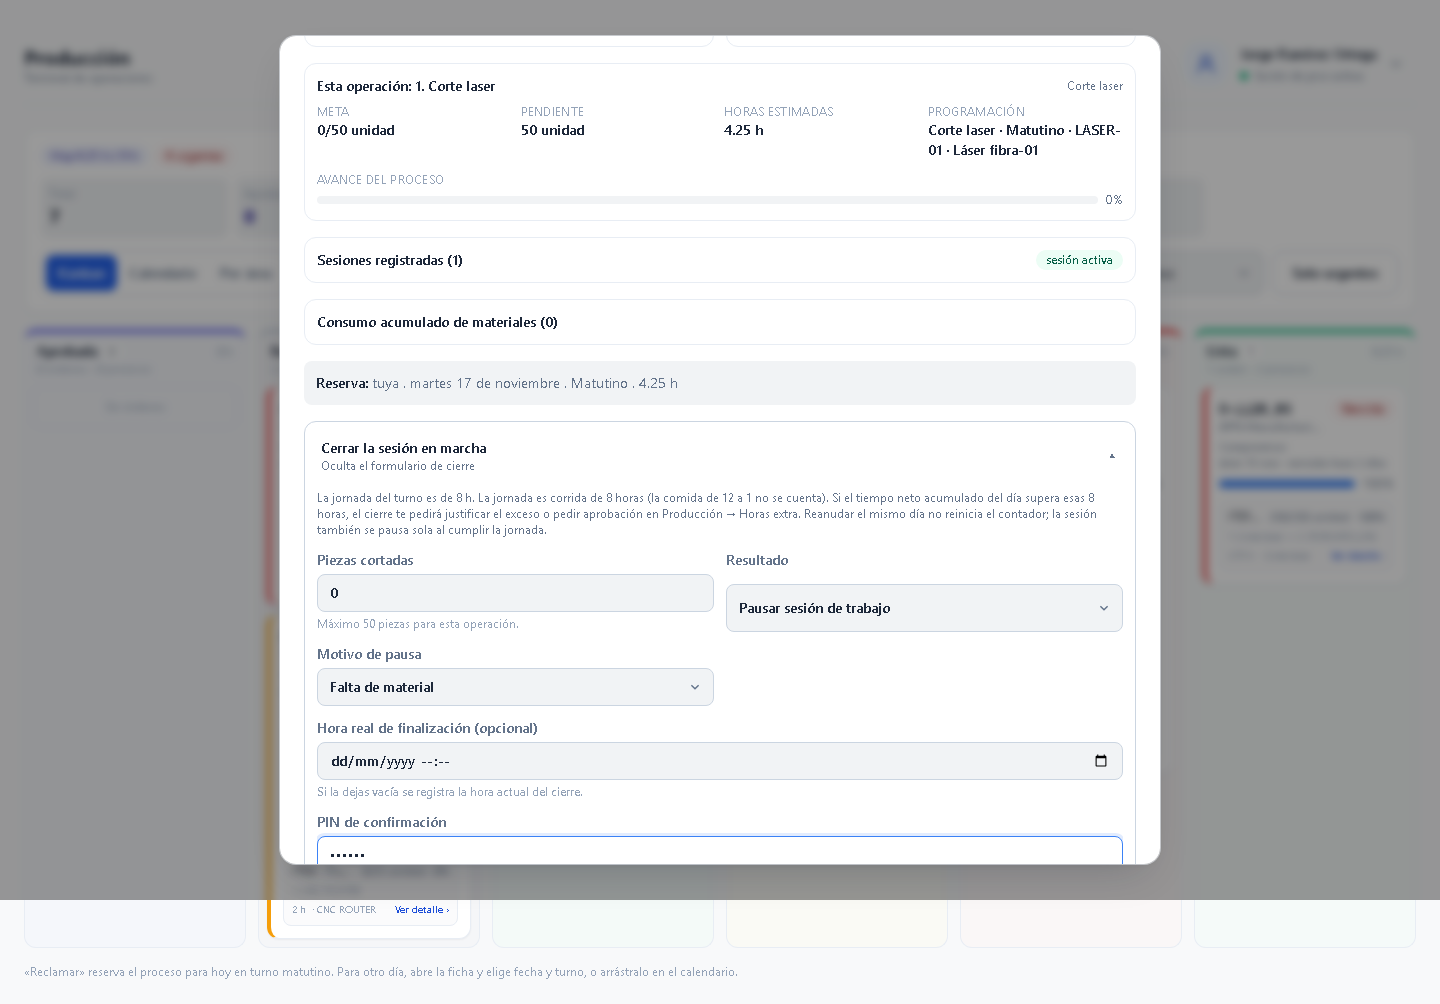 Producción
Esta operación: 1. Corte laser
Corte laser
META
PENDIENTE
HORAS ESTIMADAS
PROGRAMACIÓN
0/50 unidad
50 unidad
4.25 h
Corte laser · Matutino · LASER-
01 · Láser fibra-01
AVANCE DEL PROCESO
0%
Sesiones registradas (1)
sesión activa
Consumo acumulado de materiales (0)
Reserva: tuya . martes 17 de noviembre . Matutino . 4.25 h
Cerrar la sesión en marcha
▲
Oculta el formulario de cierre
La jornada del turno es de 8 h. La jornada es corrida de 8 horas (la comida de 12 a 1 no se cuenta). Si el tiempo neto acumulado del día supera esas 8
horas, el cierre te pedirá justificar el exceso o pedir aprobación en Producción → Horas extra. Reanudar el mismo día no reinicia el contador; la sesión
también se pausa sola al cumplir la jornada.
Piezas cortadas
Resultado
0
Pausar sesión de trabajo
Máximo 50 piezas para esta operación.
Motivo de pausa
Falta de material
Hora real de finalización (opcional)
dd/mm/yyyy --:--
Si la dejas vacía se registra la hora actual del cierre.
PIN de confirmación
••••••
2 h · CNC ROUTER
Ver detalle ›
«Reclamar» reserva el proceso para hoy en turno matutino. Para otro día, abre la ficha y elige fecha y turno, o arrástralo en el calendario.